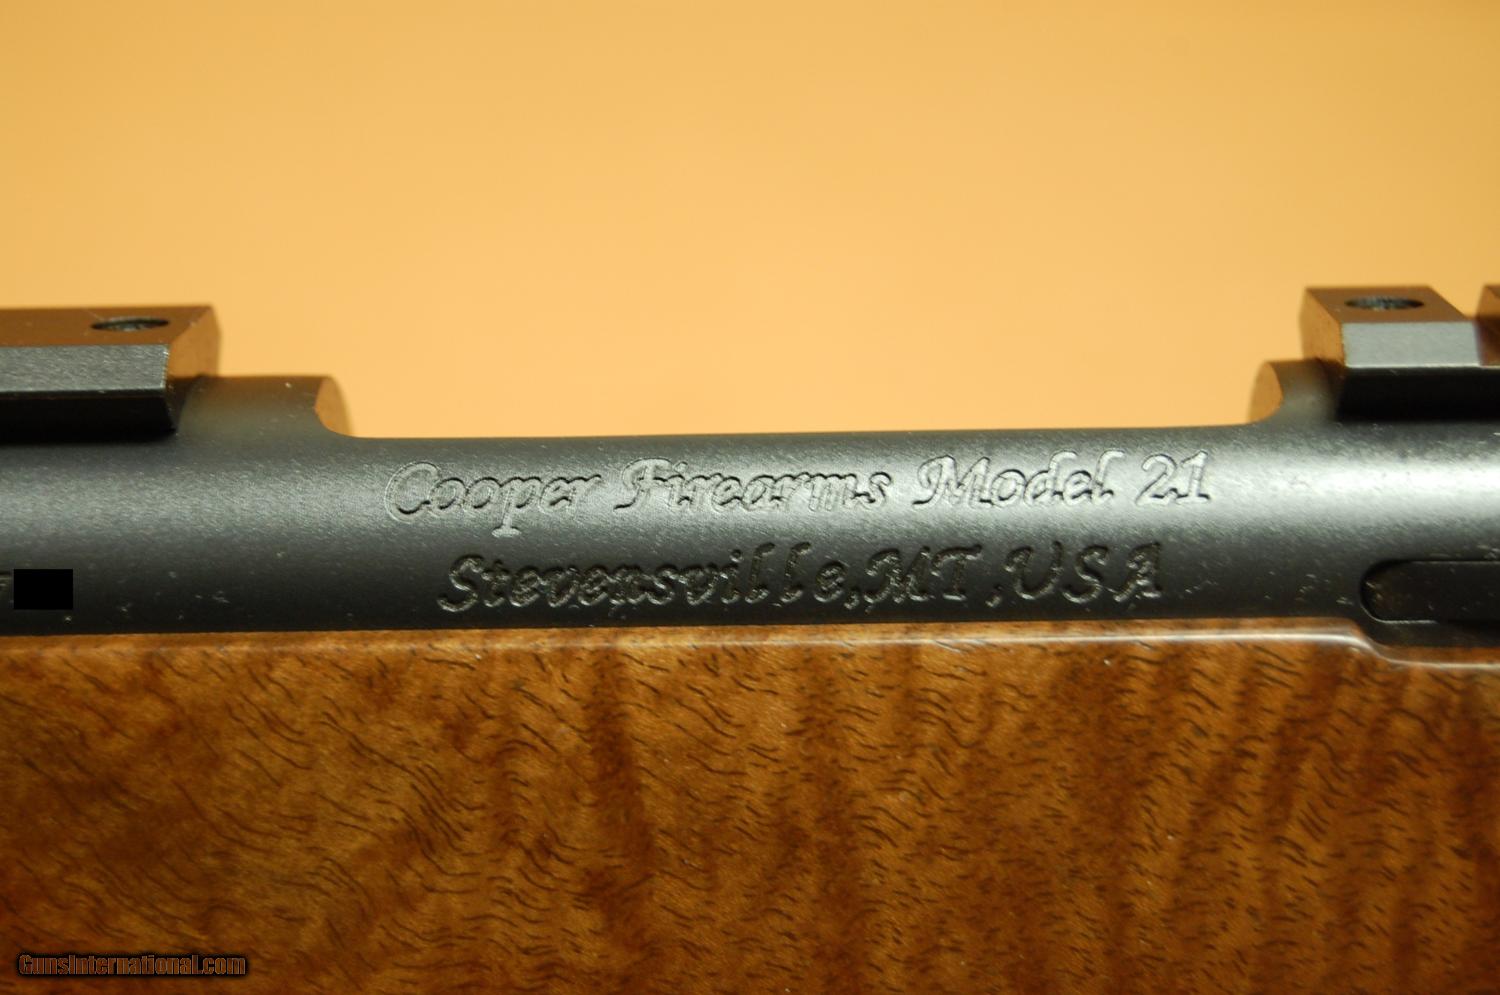 Cooper Firearms Model 21
Stevensville, MT, USA
GunsInternational.com